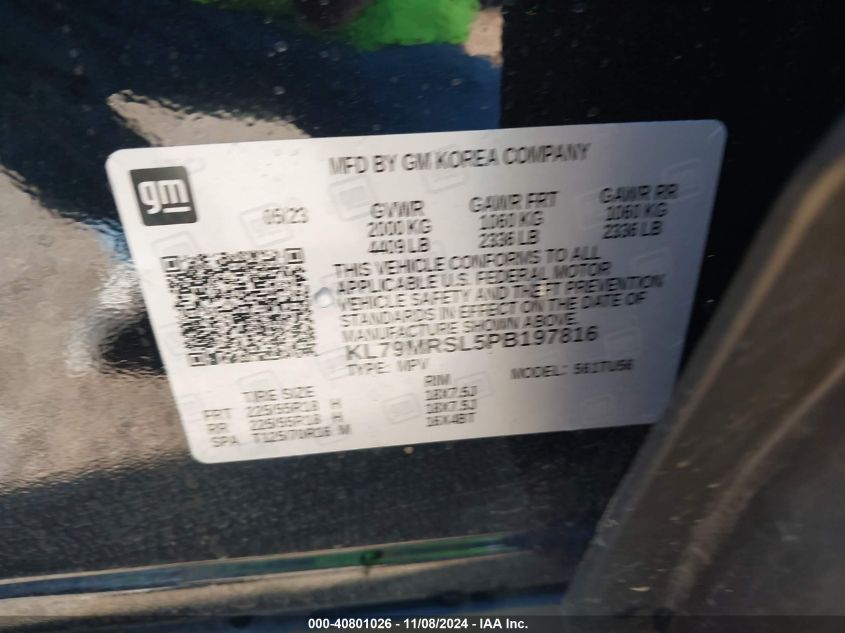 MFD BY GM KOREA COMPANY
gm
05/23 GVWR GAWR FRT GAWR RR
2000 KG 1060 KG 1060 KG
4409 LB 2336 LB 2336 LB
THIS VEHICLE CONFORMS TO ALL
APPLICABLE U.S. FEDERAL MOTOR
VEHICLE SAFETY AND THEFT PREVENTION
STANDARDS IN EFFECT ON THE DATE OF
MANUFACTURE SHOWN ABOVE.
KL79MRSL5PB197816
TYPE: MPV MODEL: 561TU56
TIRE SIZE RIM
FRT 225/55R18 H 18X7.5J
RR 225/55R18 H 18X7.5J
SPA T125/70R16 M 16X4BT
000-40801026 - 11/08/2024 - IAA Inc.